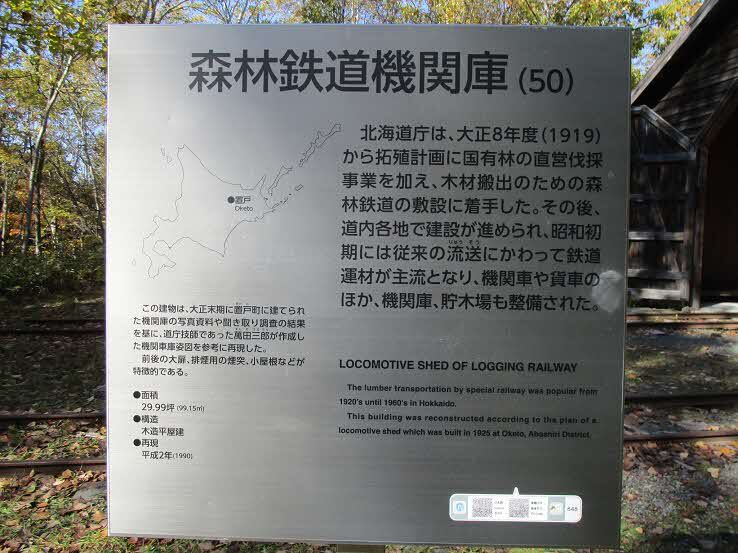 森林鉄道機関庫 (50)
北海道庁は、大正8年度(1919)
から拓殖計画に国有林の直営伐採
事業を加え、木材搬出のための森
林鉄道の敷設に着手した。その後、
道内各地で建設が進められ、昭和初
期には従来の流送にかわって鉄道
運材が主流となり、機関車や貨車の
ほか、機関庫、貯木場も整備された。
●置戸
Oketo
この建物は、大正末期に置戸町に建てられ
た機関庫の写真資料や聞き取り調査の結果
を基に、道庁技師であった萬田三郎が作成し
た機関車庫姿図を参考に再現した。
前後の大扉、排煙用の煙突、小屋根などが
特徴的である。
●面積
29.99坪 (99.15㎡)
●構造
木造平屋建
●再現
平成2年(1990)
LOCOMOTIVE SHED OF LOGGING RAILWAY
The lumber transportation by special railway was popular from
1920's until 1960's in Hokkaido.
This building was reconstructed according to the plan of a
locomotive shed which was built in 1925 at Oketo, Abashiri District.
648